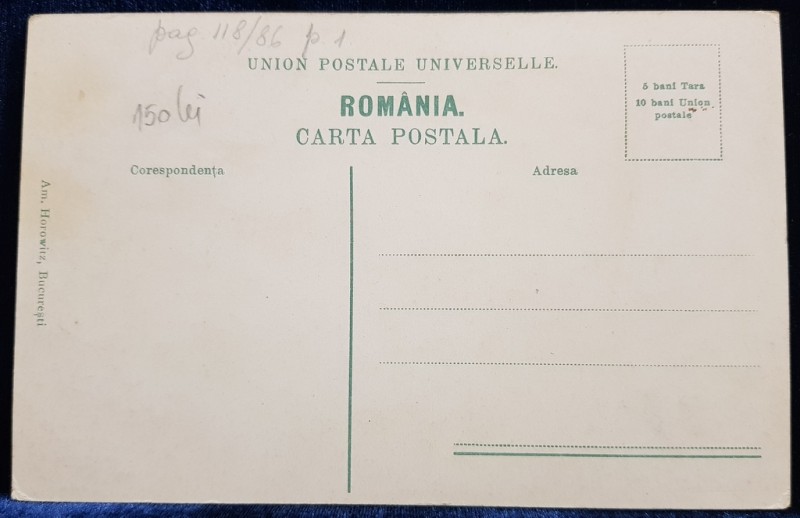 pag 118/86 p. 1
UNION POSTALE UNIVERSELLE.
150 lei
ROMÂNIA.
CARTA POSTALA.
5 bani Tara
10 bani Union
postale
Corespondența
Adresa
Am. Horowitz, București